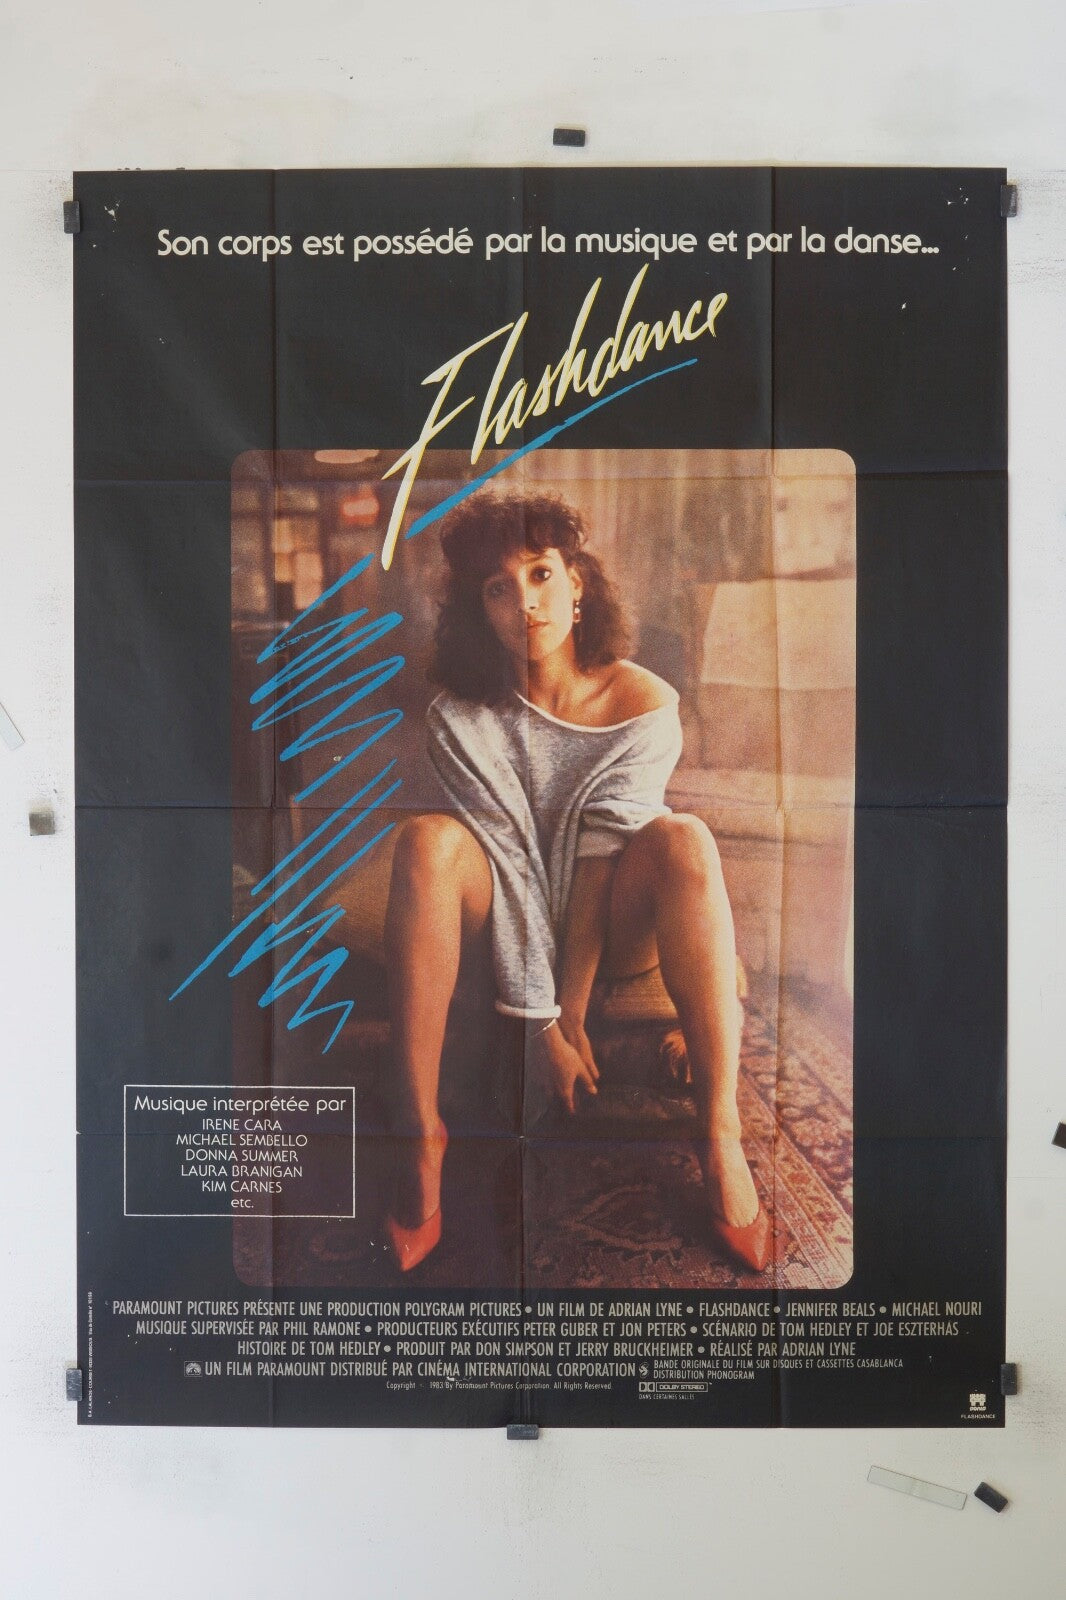 Son corps est possédé par la musique et par la danse...
Flashdance
Musique interprétée par
IRENE CARA
MICHAEL SEMBELLO
DONNA SUMMER
LAURA BRANIGAN
KIM CARNES
etc.
PARAMOUNT PICTURES PRÉSENTE UNE PRODUCTION POLYGRAM PICTURES • UN FILM DE ADRIAN LYNE • FLASHDANCE • JENNIFER BEALS • MICHAEL NOURI
MUSIQUE SUPERVISÉE PAR PHIL RAMONE • PRODUCTEURS EXÉCUTIFS PETER GUBER ET JON PETERS • SCÉNARIO DE TOM HEDLEY ET JOE ESZTERHAS
HISTOIRE DE TOM HEDLEY • PRODUIT PAR DON SIMPSON ET JERRY BRUCKHEIMER • RÉALISÉ PAR ADRIAN LYNE
UN FILM PARAMOUNT DISTRIBUÉ PAR CINÉMA INTERNATIONAL CORPORATION
BANDE ORIGINALE DU FILM SUR DISQUES ET CASSETTES CASABLANCA
DISTRIBUTION PHONOGRAM
Copyright 1983 By Paramount Pictures Corporation. All Rights Reserved.
DOLBY STEREO
DANS CERTAINES SALLES
FLASHDANCE